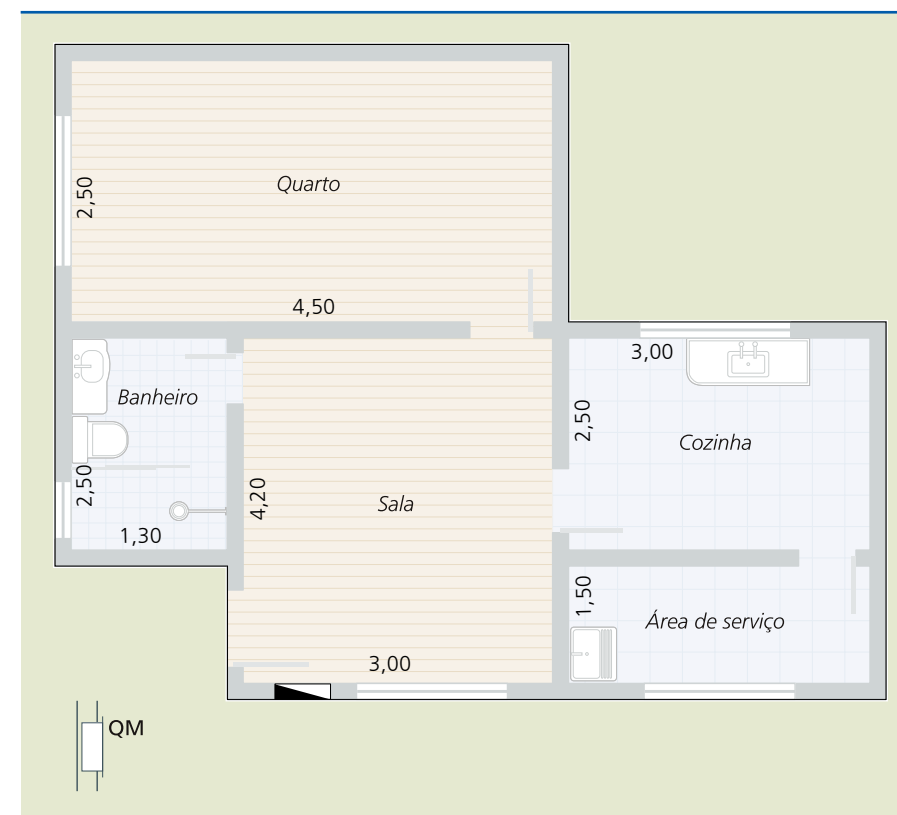 Quarto
2,50
4,50
3,00
Banheiro
2,50
Cozinha
2,50
4,20
Sala
1,30
1,50
Área de serviço
3,00
QM